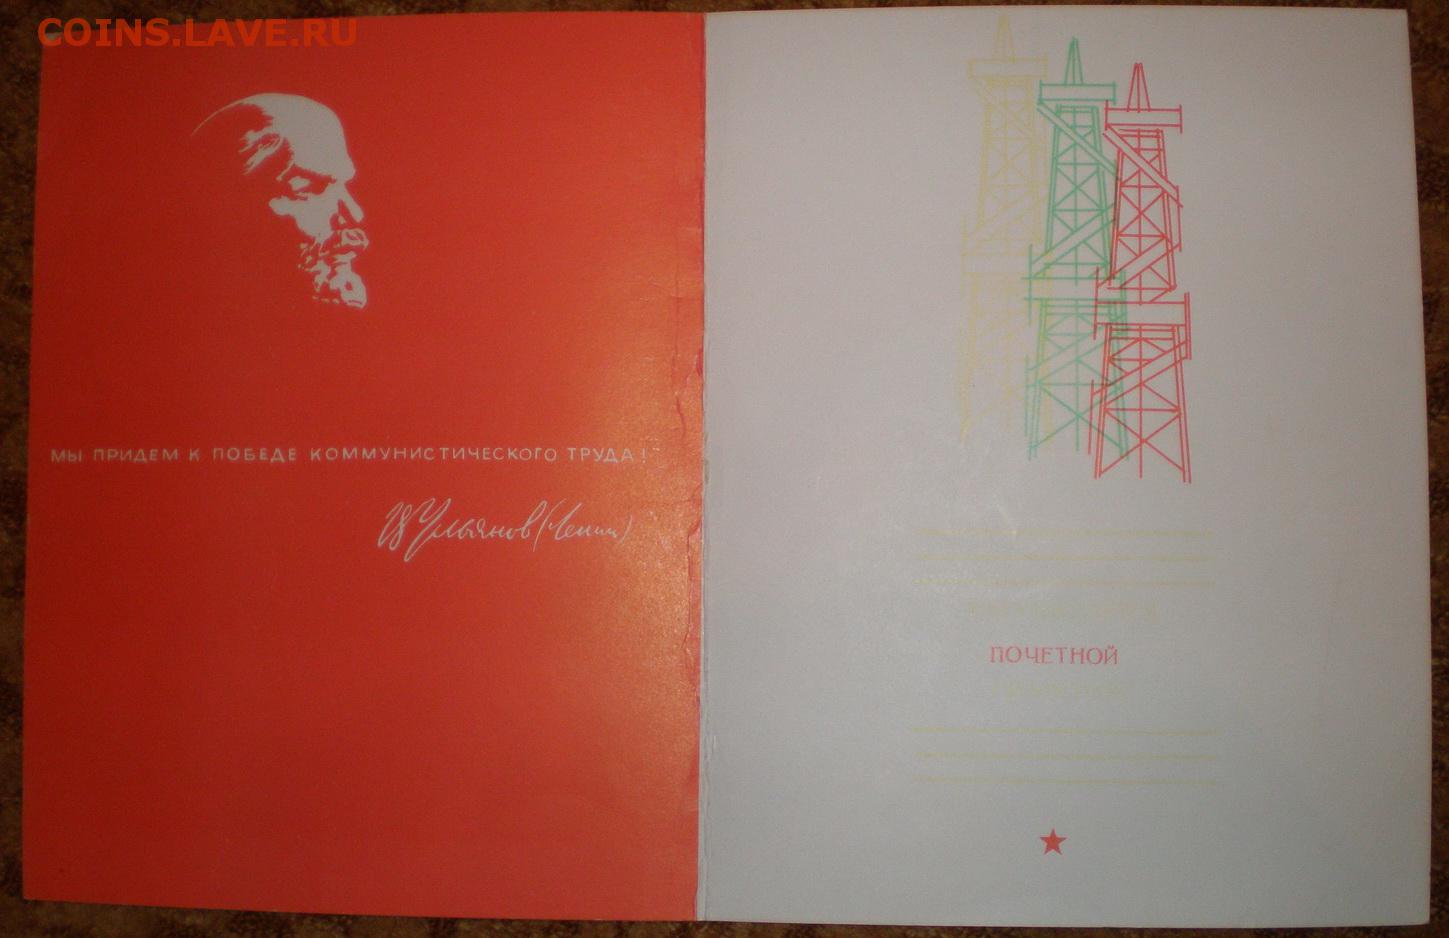 COINS.LAVE.RU
МЫ ПРИДЕМ К ПОБЕДЕ КОММУНИСТИЧЕСКОГО ТРУДА!
В Ульянов (Ленин)
ПОЧЕТНОЙ